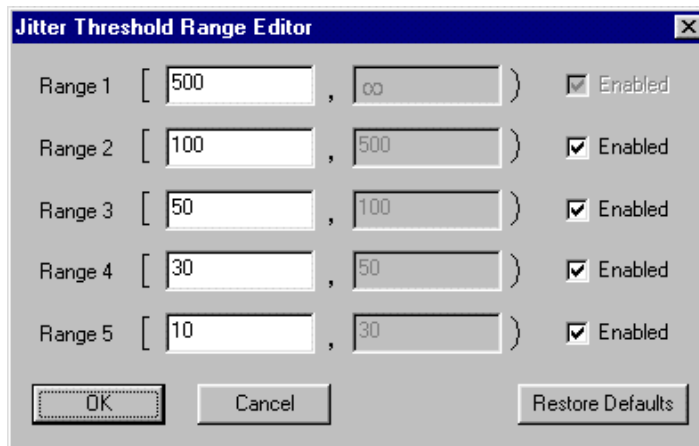 Jitter Threshold Range Editor
Range 1 [ 500 , ∞ ) Enabled
Range 2 [ 100 , 500 ) Enabled
Range 3 [ 50 , 100 ) Enabled
Range 4 [ 30 , 50 ) Enabled
Range 5 [ 10 , 30 ) Enabled
OK Cancel Restore Defaults